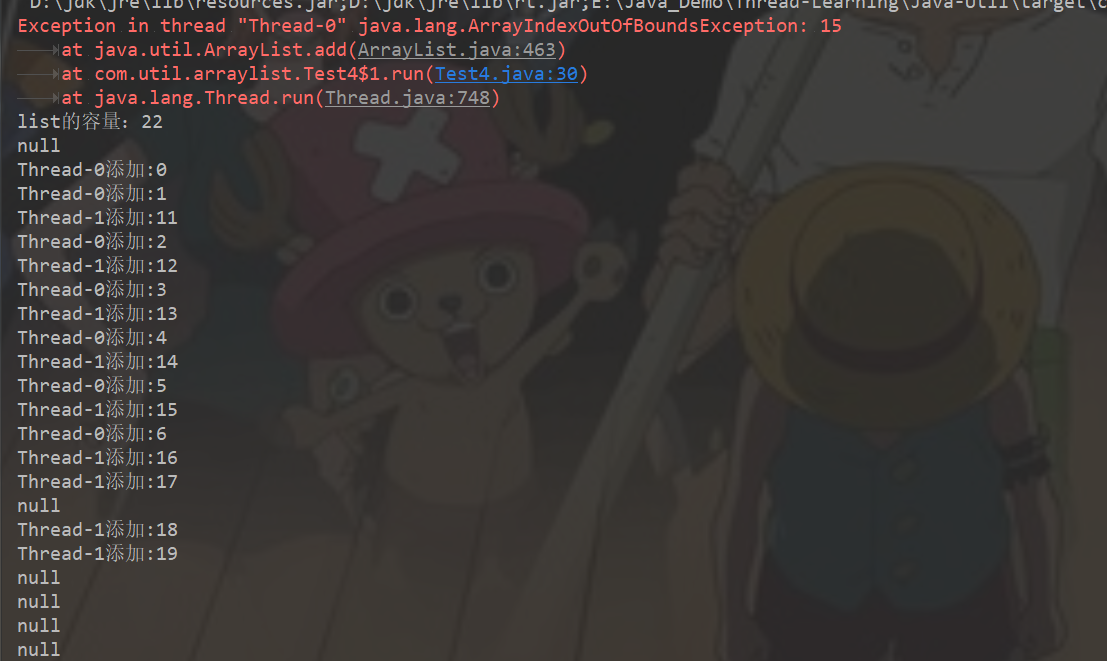 D:\jdk\jre\lib\resources.jar;D:\jdk\jre\lib\rt.jar;E:\Java_Demo\Thread-Learning\Java-Util\target\c
Exception in thread "Thread-0" java.lang.ArrayIndexOutOfBoundsException: 15
at java.util.ArrayList.add(ArrayList.java:463)
at com.util.arraylist.Test4$1.run(Test4.java:30)
at java.lang.Thread.run(Thread.java:748)
list的容量: 22
null
Thread-0添加:0
Thread-0添加:1
Thread-1添加:11
Thread-0添加:2
Thread-1添加:12
Thread-0添加:3
Thread-1添加:13
Thread-0添加:4
Thread-1添加:14
Thread-0添加:5
Thread-1添加:15
Thread-0添加:6
Thread-1添加:16
Thread-1添加:17
null
Thread-1添加:18
Thread-1添加:19
null
null
null
null